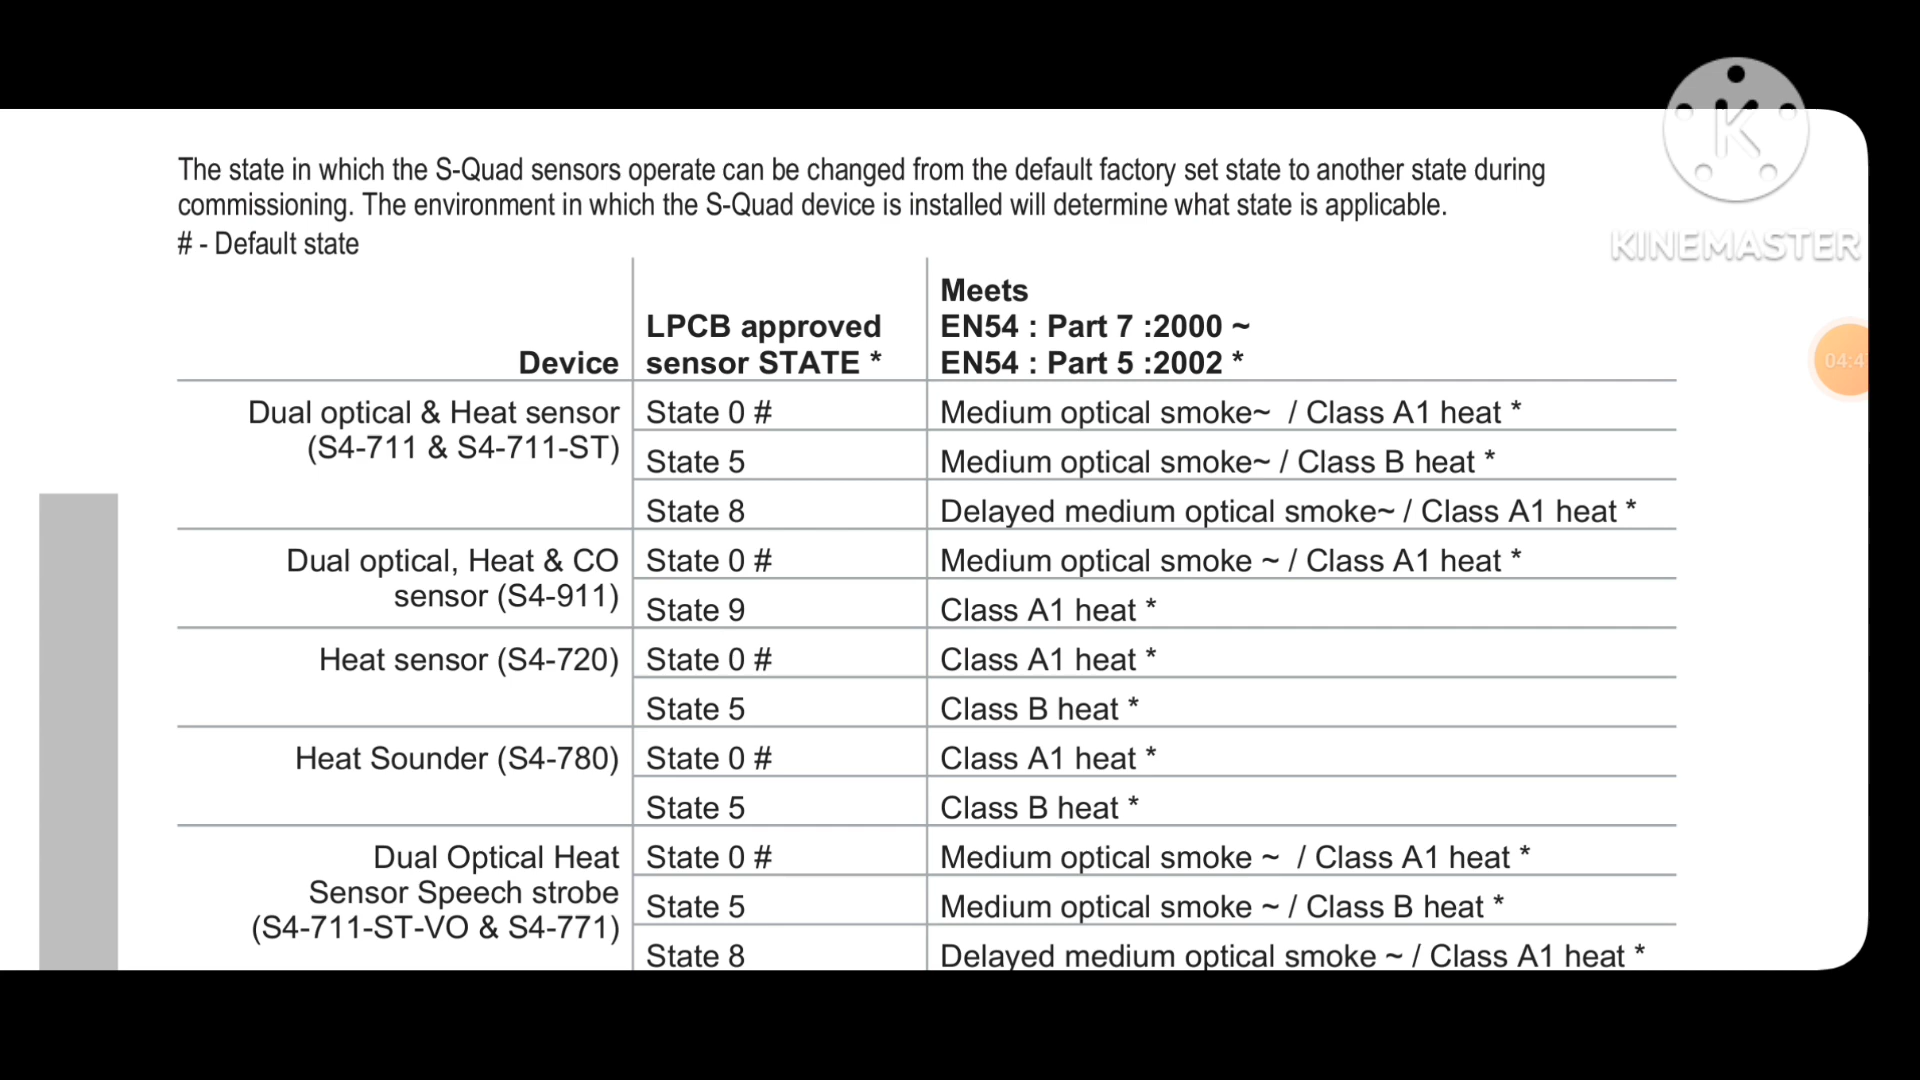 The state in which the S-Quad sensors operate can be changed from the default factory set state to another state during
commissioning. The environment in which the S-Quad device is installed will determine what state is applicable.
# - Default state
Device
LPCB approved
sensor STATE *
Meets
EN54 : Part 7 :2000 ~
EN54 : Part 5 :2002 *
Dual optical & Heat sensor
(S4-711 & S4-711-ST)
State 0 # Medium optical smoke~ / Class A1 heat *
State 5 Medium optical smoke~ / Class B heat *
State 8 Delayed medium optical smoke~ / Class A1 heat *
Dual optical, Heat & CO
sensor (S4-911)
State 0 # Medium optical smoke ~ / Class A1 heat *
State 9 Class A1 heat *
Heat sensor (S4-720)
State 0 # Class A1 heat *
State 5 Class B heat *
Heat Sounder (S4-780)
State 0 # Class A1 heat *
State 5 Class B heat *
Dual Optical Heat
Sensor Speech strobe
(S4-711-ST-VO & S4-771)
State 0 # Medium optical smoke ~ / Class A1 heat *
State 5 Medium optical smoke ~ / Class B heat *
State 8 Delayed medium optical smoke ~ / Class A1 heat *
K
KINEMASTER
04:4